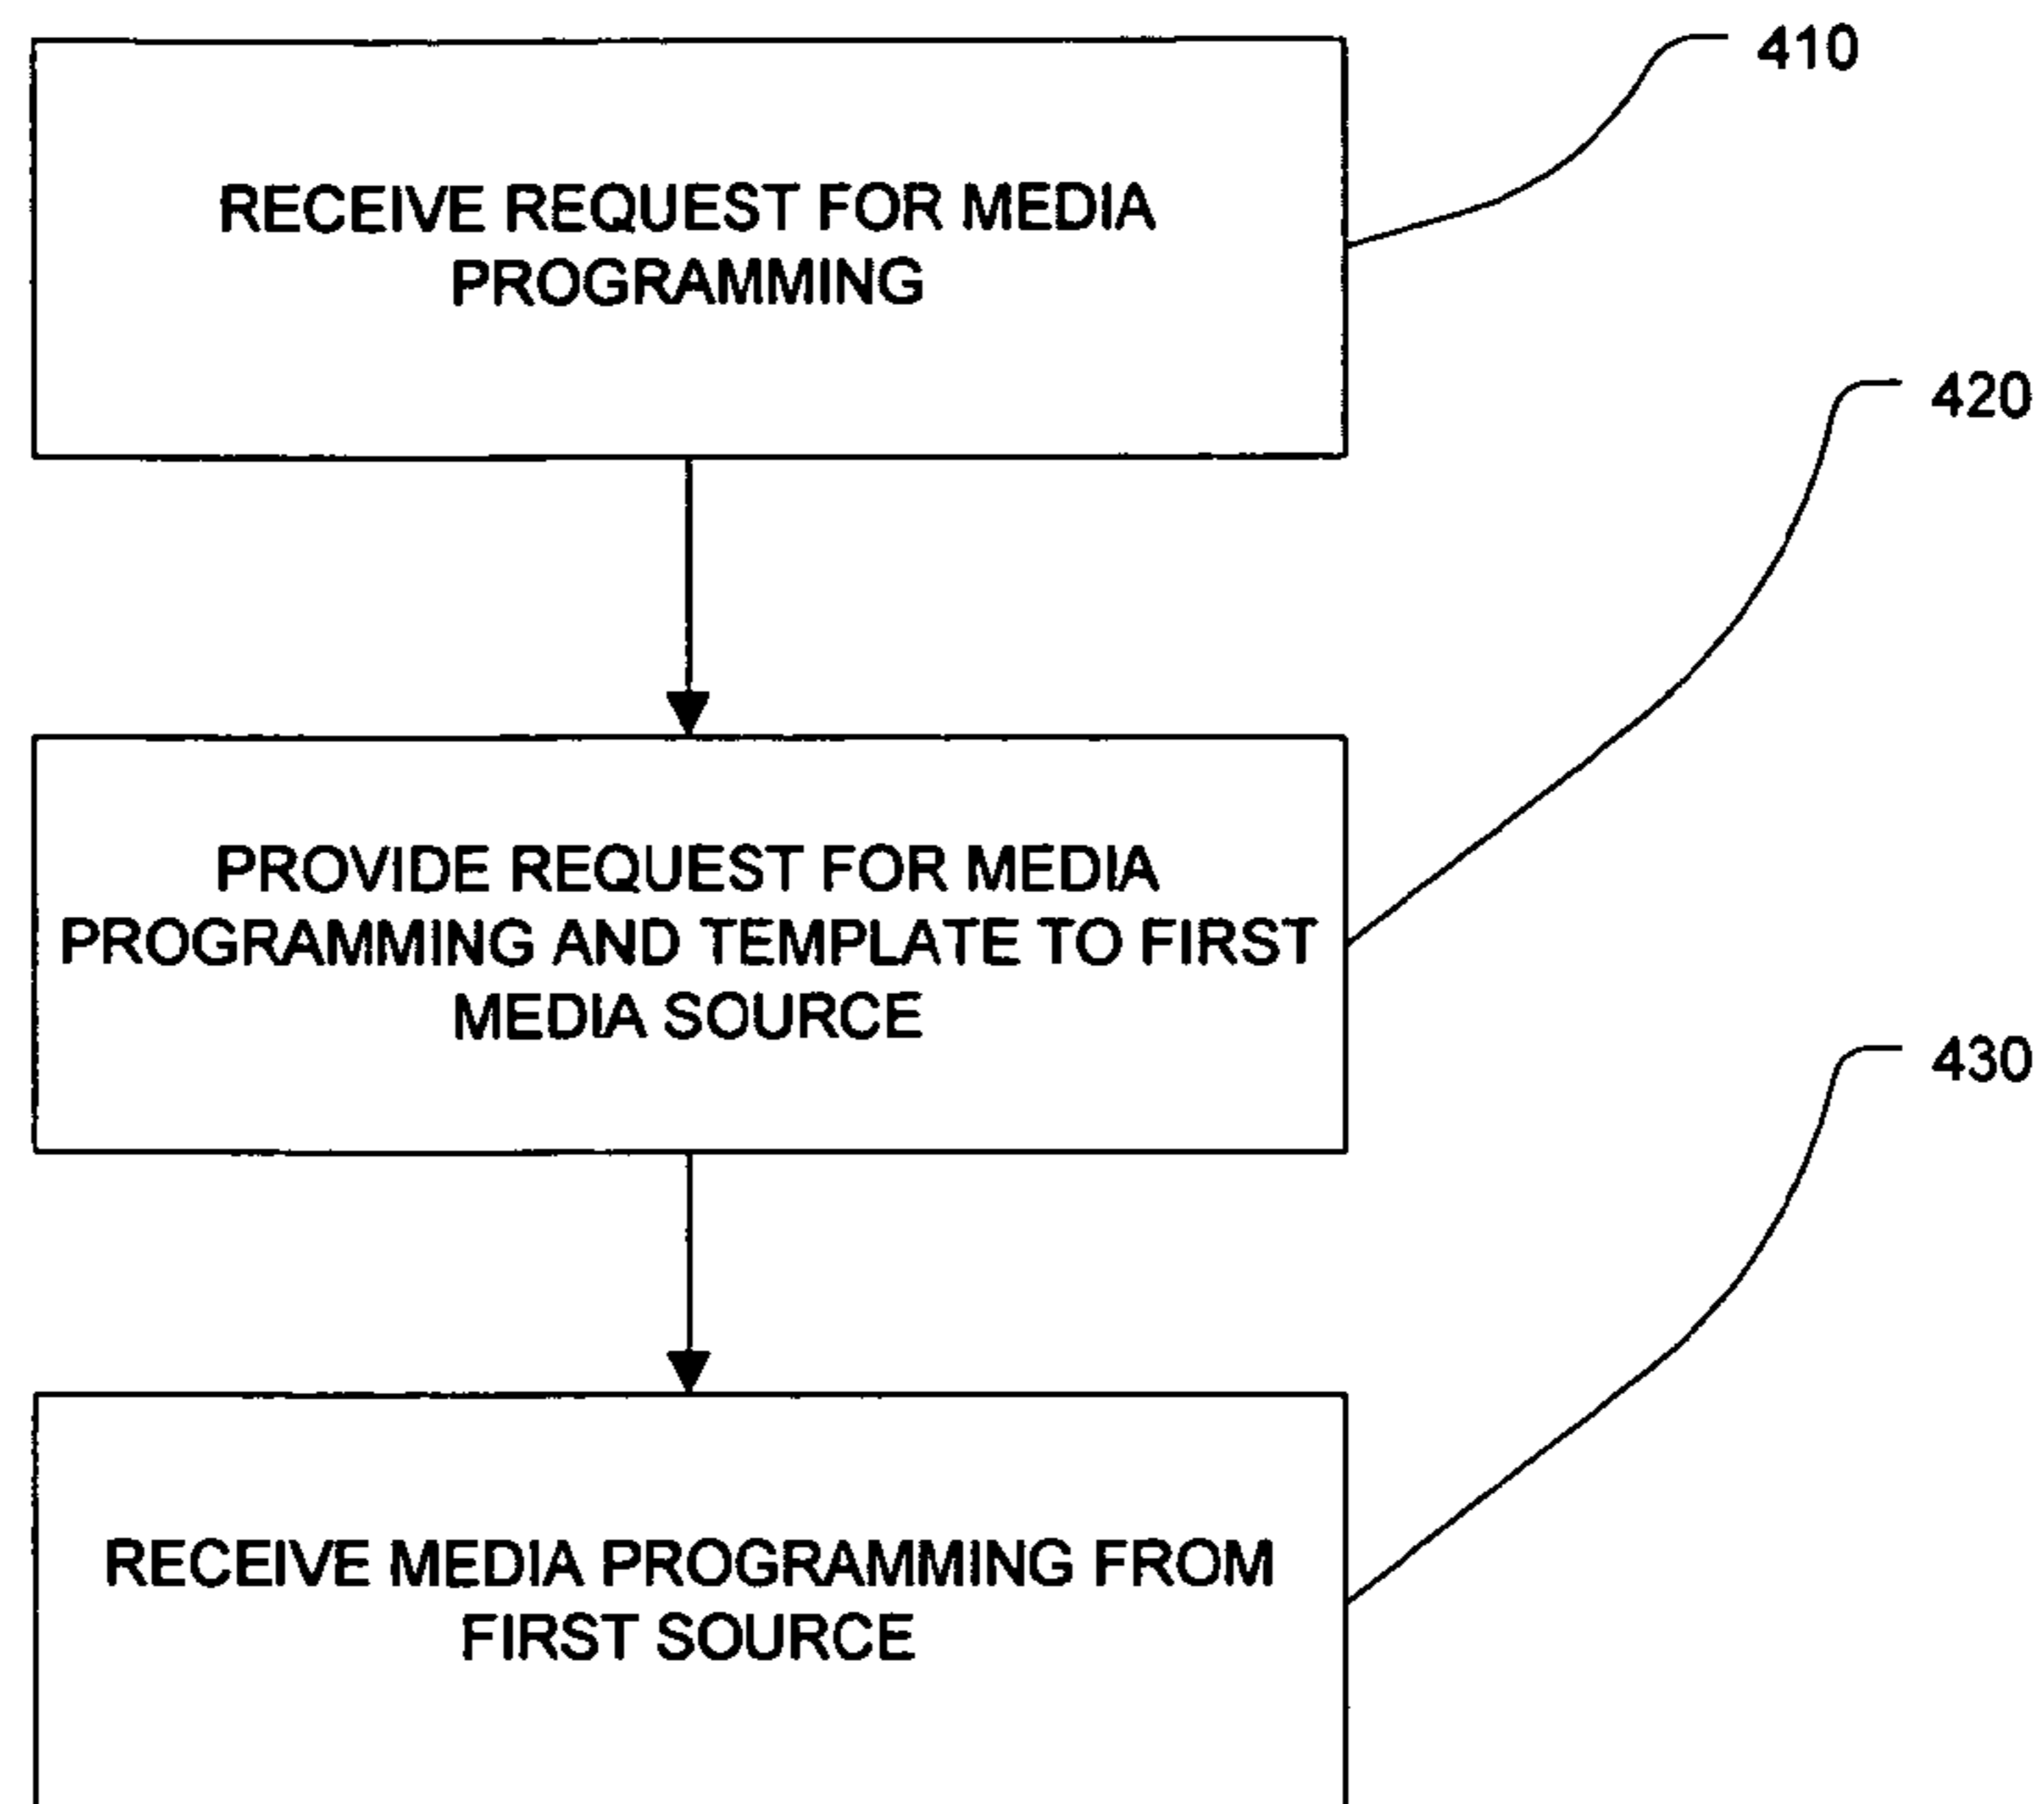 410
RECEIVE REQUEST FOR MEDIA
PROGRAMMING
420
PROVIDE REQUEST FOR MEDIA
PROGRAMMING AND TEMPLATE TO FIRST
MEDIA SOURCE
430
RECEIVE MEDIA PROGRAMMING FROM
FIRST SOURCE